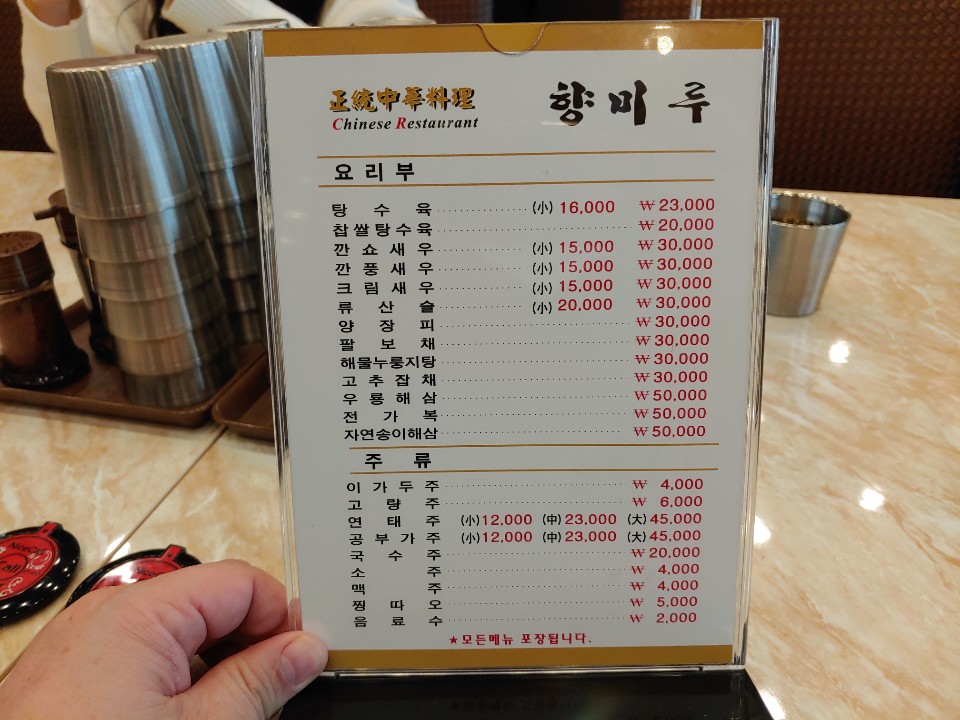 正統中華料理
Chinese Restaurant
향미루
요리부
탕수육 (小) 16,000 ₩ 23,000
찹쌀탕수육 ₩ 20,000
깐쇼새우 (小) 15,000 ₩ 30,000
깐풍새우 (小) 15,000 ₩ 30,000
크림새우 (小) 15,000 ₩ 30,000
류산슬 (小) 20,000 ₩ 30,000
양장피 ₩ 30,000
팔보채 ₩ 30,000
해물누룽지탕 ₩ 30,000
고추잡채 ₩ 30,000
우룡해삼 ₩ 50,000
전가복 ₩ 50,000
자연송이해삼 ₩ 50,000
주류
이가두주 ₩ 4,000
고량주 ₩ 6,000
연태주 (小) 12,000 (中) 23,000 (大) 45.000
공부가주 (小) 12,000 (中) 23,000 (大) 45.000
국수주 ₩ 20.000
소주 ₩ 4,000
맥주 ₩ 4,000
찡따오 ₩ 5,000
음료수 ₩ 2,000
★모든메뉴 포장됩니다.